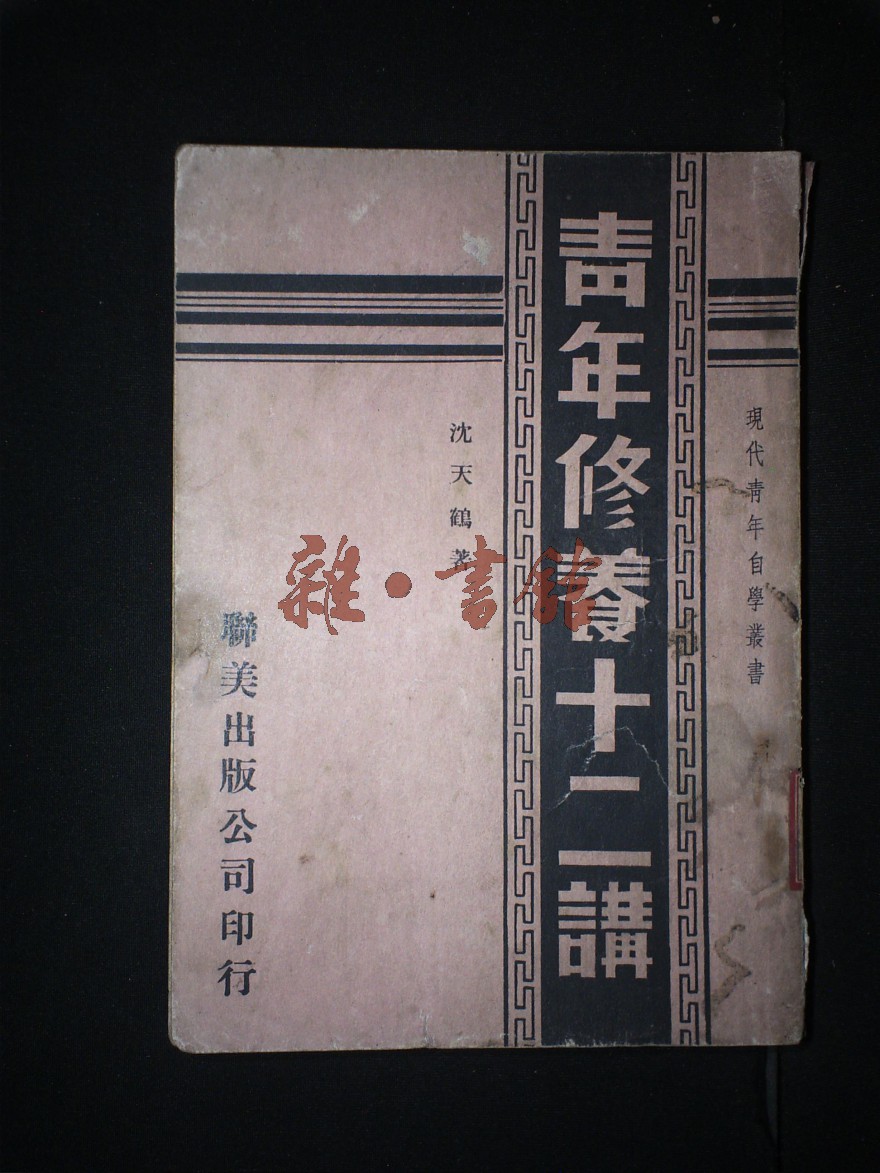 現代青年自學叢書
青年修養十二講
沈天鶴著
聯美出版公司印行
雜·書館